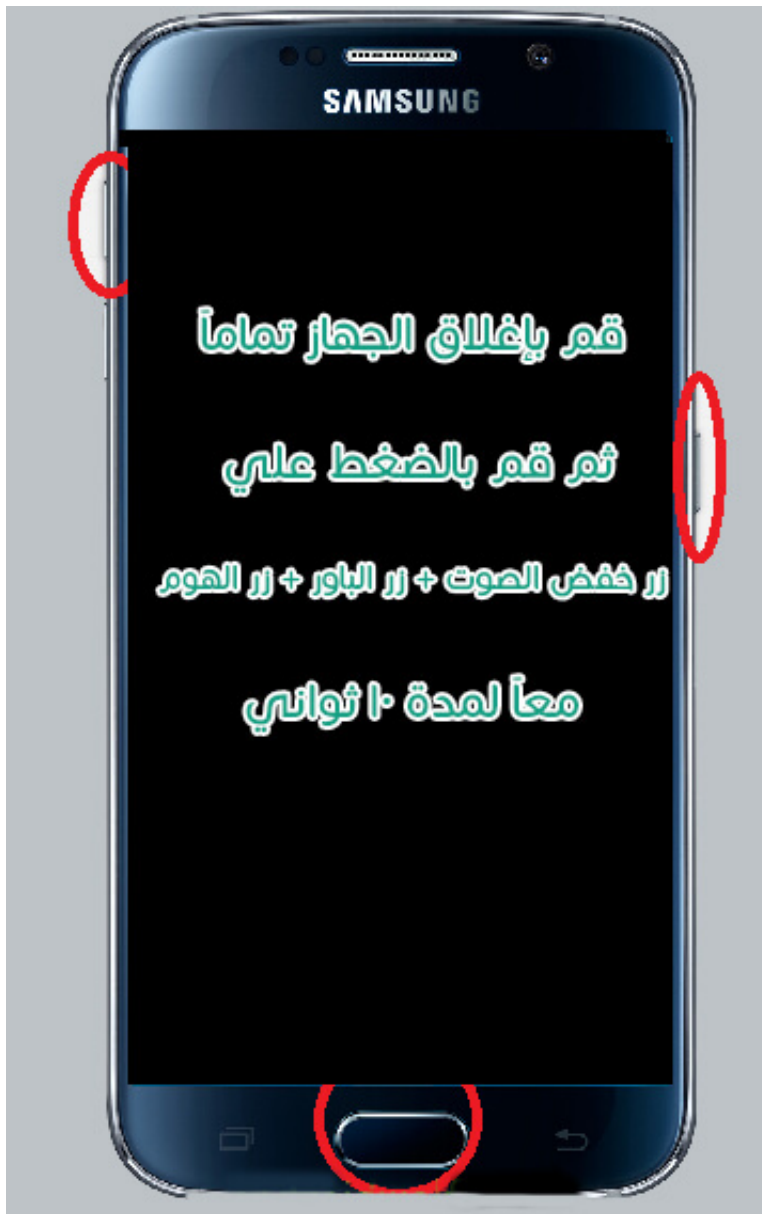 SAMSUNG
قم بإغلاق الجهاز تماماً
ثم قم بالضغط علي
زر خفض الصوت + زر الباور + زر الهوم
معاً لمدة ١٠ ثواني